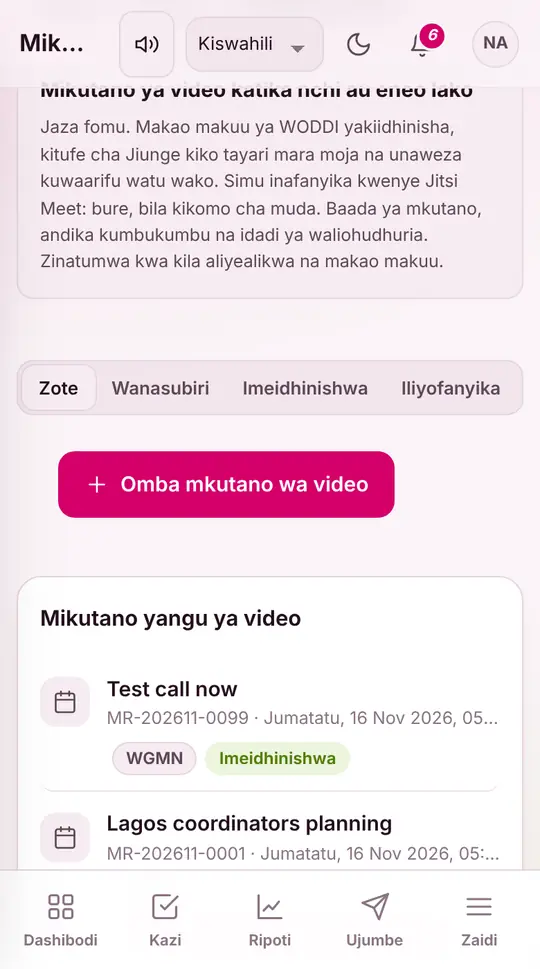 Mik...
Kiswahili
6
NA
Mikutano ya video katika nchi au eneo lako
Jaza fomu. Makao makuu ya WODDI yakiidhinisha,
kitufe cha Jiunge kiko tayari mara moja na unaweza
kuwaarifu watu wako. Simu inafanyika kwenye Jitsi
Meet: bure, bila kikomo cha muda. Baada ya mkutano,
andika kumbukumbu na idadi ya waliohudhuria.
Zinatumwa kwa kila aliyealikwa na makao makuu.
Zote
Wanasubiri
Imeidhinishwa
Iliyofanyika
+ Omba mkutano wa video
Mikutano yangu ya video
Test call now
MR-202611-0099 · Jumatatu, 16 Nov 2026, 05...
WGMN
Imeidhinishwa
Lagos coordinators planning
MR-202611-0001 · Jumatatu, 16 Nov 2026, 05:...
Dashibodi
Kazi
Ripoti
Ujumbe
Zaidi